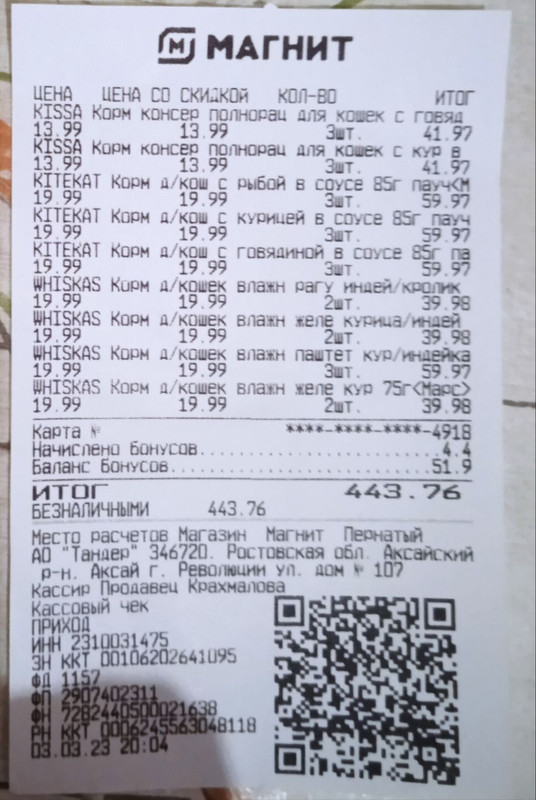 МАГНИТ
ЦЕНА ЦЕНА СО СКИДКОЙ КОЛ-ВО ИТОГ
KISSA Корм консер полнорац для кошек с говяд
13.99 13.99 3шт. 41.97
KISSA Корм консер полнорац для кошек с кур в
13.99 13.99 3шт. 41.97
KITEKAT Корм д/кош с рыбой в соусе 85г пауч<М
19.99 19.99 3шт. 59.97
KITEKAT Корм д/кош с курицей в соусе 85г пауч
19.99 19.99 3шт. 59.97
KITEKAT Корм д/кош с говядиной в соусе 85г па
19.99 19.99 3шт. 59.97
WHISKAS Корм д/кошек влажн рагу индей/кролик
19.99 19.99 2шт. 39.98
WHISKAS Корм д/кошек влажн желе курица/индей
19.99 19.99 2шт. 39.98
WHISKAS Корм д/кошек влажн паштет кур/индейка
19.99 19.99 3шт. 59.97
WHISKAS Корм д/кошек влажн желе кур 75г<Марс>
19.99 19.99 2шт. 39.98
Карта № ****-****-****-4918
Начислено бонусов.......................4.4
Баланс бонусов.........................51.9
ИТОГ 443.76
БЕЗНАЛИЧНЫМИ 443.76
Место расчетов Магазин Магнит Пернатый
АО "Тандер" 346720. Ростовская обл. Аксайский
р-н. Аксай г. Революции ул. дом № 107
Кассир Продавец Крахмалова
Кассовый чек
ПРИХОД
ИНН 2310031475
ЗН ККТ 00106202641095
ФД 1157
ФП 2907402311
ФН 7282440500021638
РН ККТ 0006245563048118
03.03.23 20:04